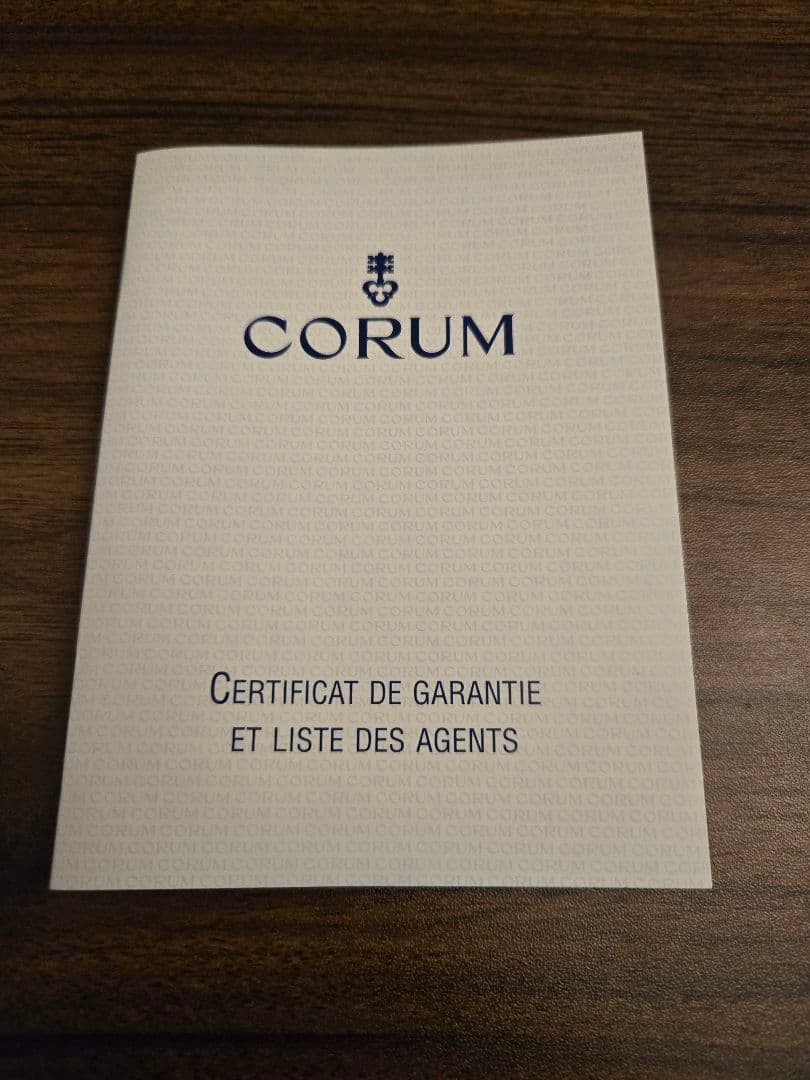 CORUM
CERTIFICAT DE GARANTIE
ET LISTE DES AGENTS